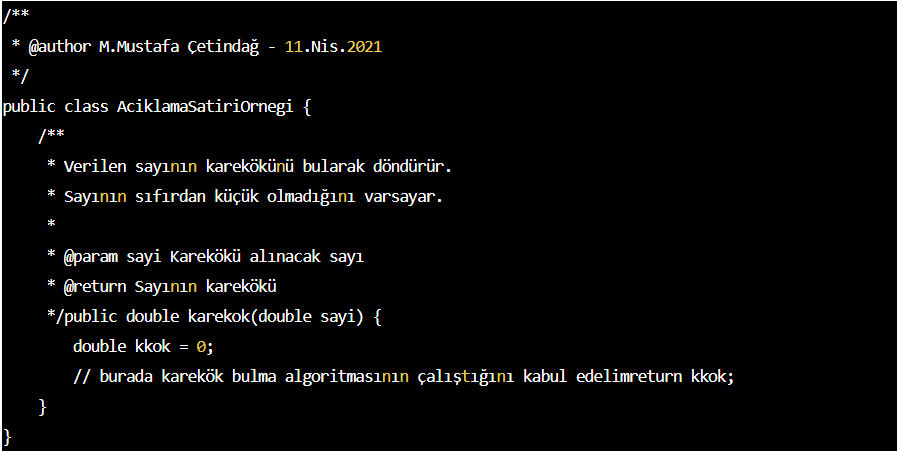 /**
 * @author M.Mustafa Çetindağ - 11.Nis.2021
 */
public class AciklamaSatiriOrnegi {
    /**
     * Verilen sayının karekökünü bularak döndürür.
     * Sayının sıfırdan küçük olmadığını varsayar.
     *
     * @param sayi Karekökü alınacak sayı
     * @return Sayının karekökü
     */public double karekok(double sayi) {
        double kkok = 0;
        // burada karekök bulma algoritmasının çalıştığını kabul edelimreturn kkok;
    }
}